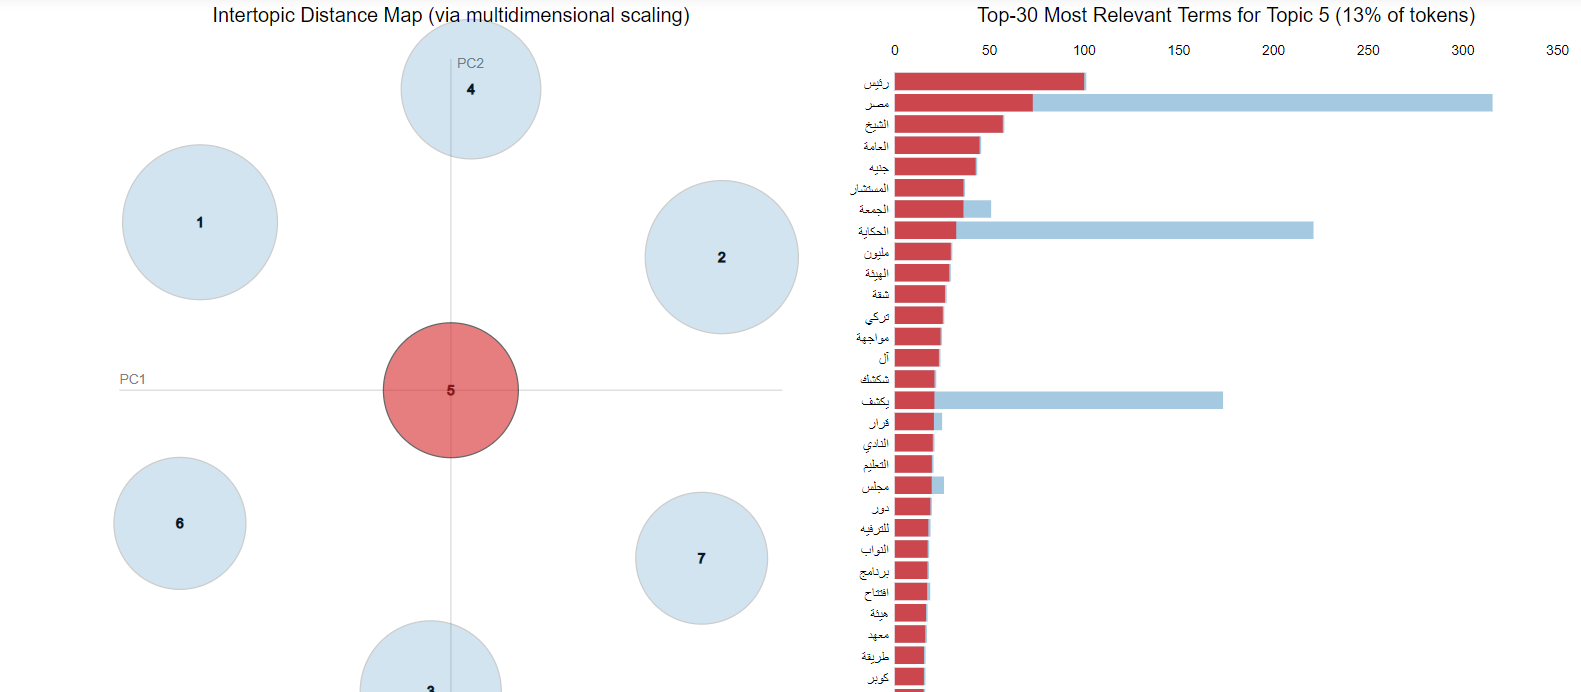 Intertopic Distance Map (via multidimensional scaling)
PC2
4
1
2
5
PC1
6
7
3
Top-30 Most Relevant Terms for Topic 5 (13% of tokens)
0 50 100 150 200 250 300 350
رئيس
مصر
الشيخ
العامة
جنيه
المستشار
الجمعة
الحكاية
مليون
الهيئة
شقة
تركي
مواجهة
آل
شكشك
يكشف
قرار
النادي
التعليم
مجلس
دور
للترفيه
النواب
برنامج
افتتاح
هيئة
معهد
طريقة
كوبر